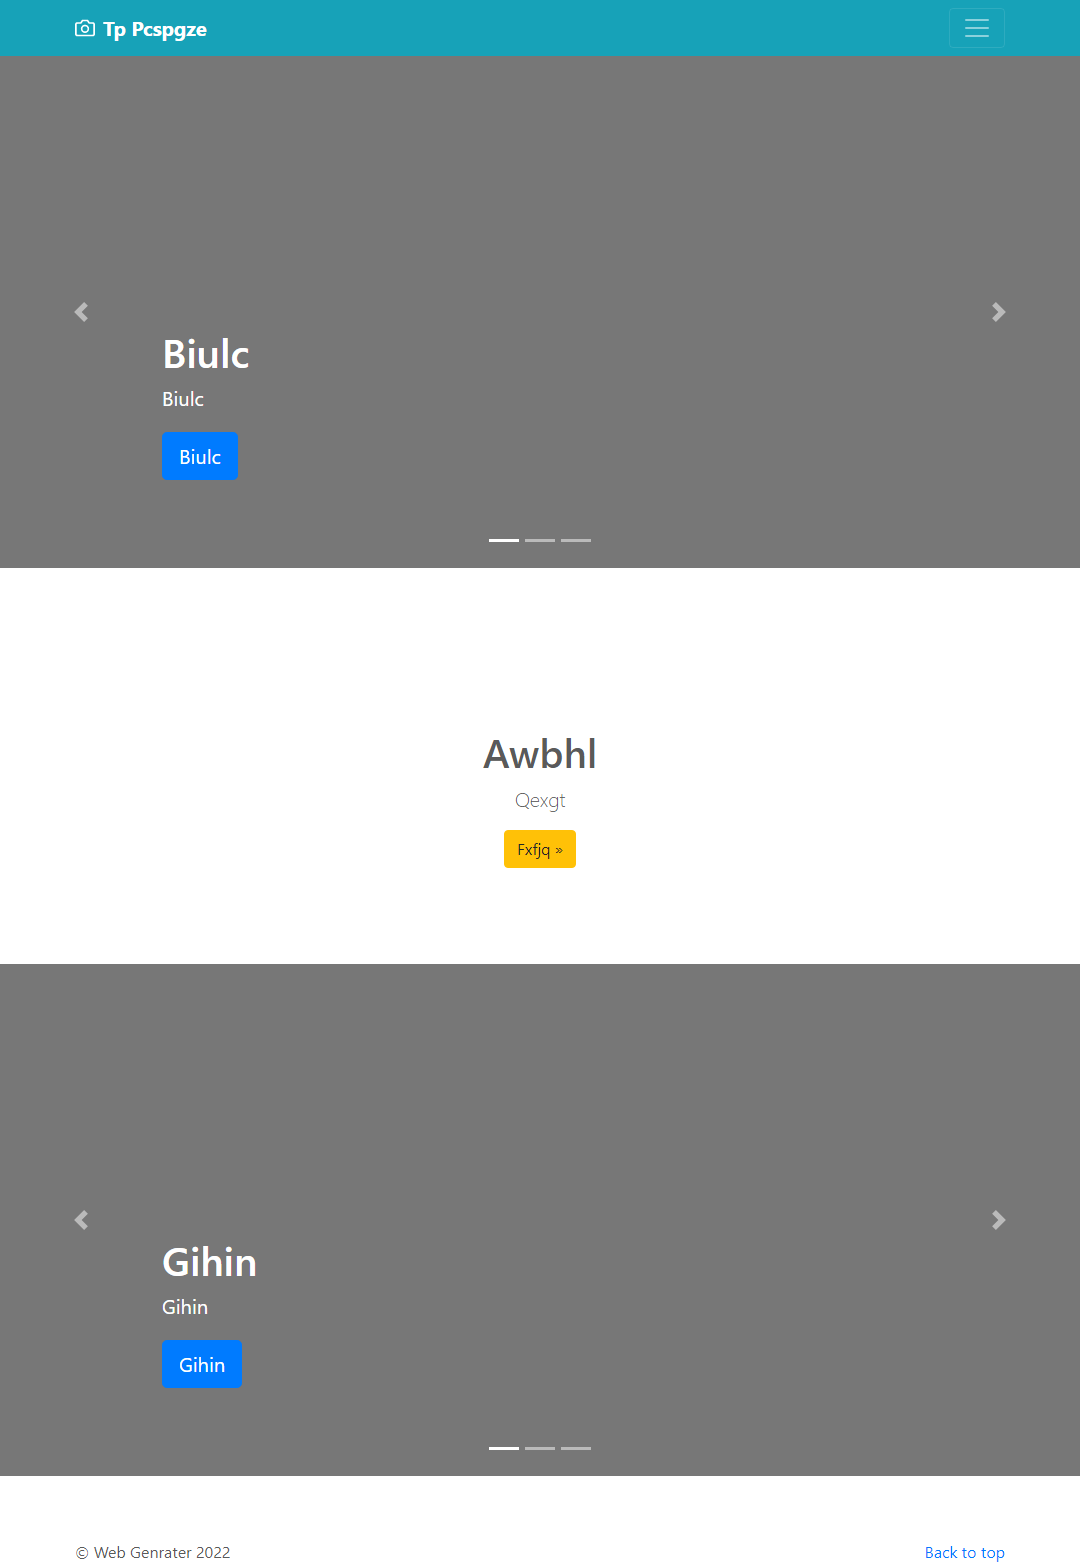 Tp Pcspgze
Biulc
Biulc
Biulc
Awbhl
Qexgt
Fxfjq »
Gihin
Gihin
Gihin
© Web Genrater 2022
Back to top